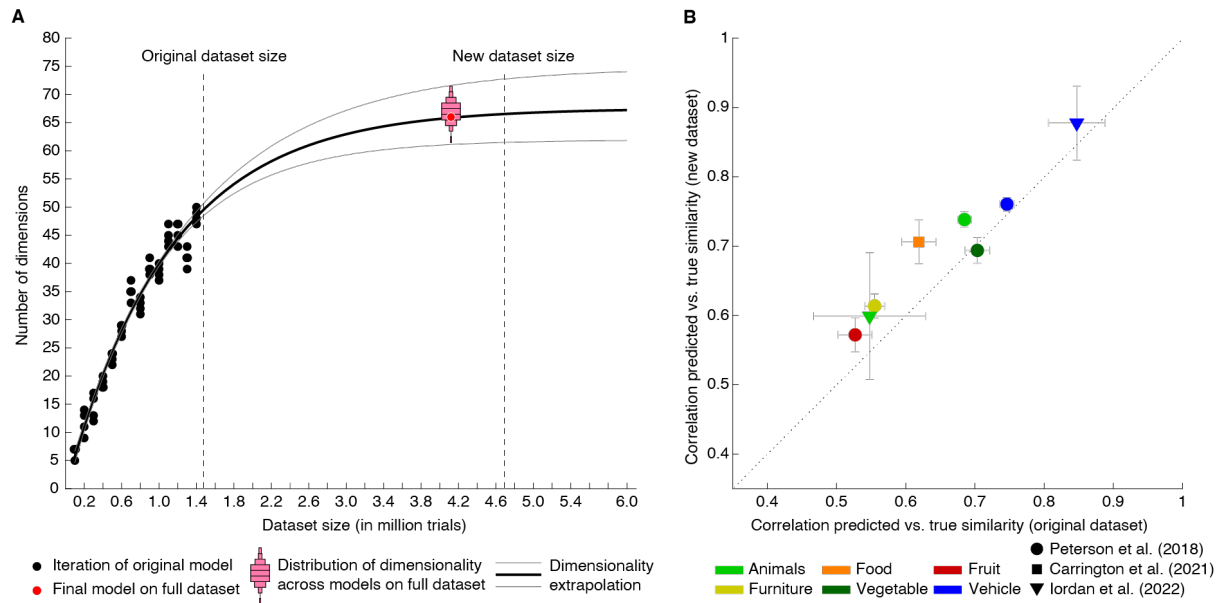 A
Original dataset size
New dataset size
Number of dimensions
80
75
70
65
60
55
50
45
40
35
30
25
20
15
10
5
0
0.2 0.6 1.0 1.4 1.8 2.2 2.6 3.0 3.4 3.8 4.2 4.6 5.0 5.4 6.0
Dataset size (in million trials)
Iteration of original model
Final model on full dataset
Distribution of dimensionality
across models on full dataset
Dimensionality
extrapolation
B
Correlation predicted vs. true similarity (new dataset)
1
0.9
0.8
0.7
0.6
0.5
0.4
0.4 0.5 0.6 0.7 0.8 0.9 1
Correlation predicted vs. true similarity (original dataset)
Animals
Food
Fruit
Furniture
Vegetable
Vehicle
Peterson et al. (2018)
Carrington et al. (2021)
Iordan et al. (2022)